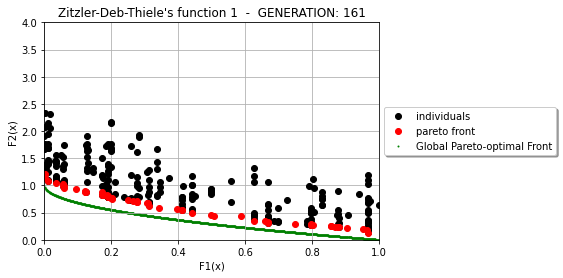 Zitzler-Deb-Thiele's function 1 - GENERATION: 161
4.0
3.5
3.0
2.5
2.0
1.5
1.0
0.5
0.0
F2(x)
0.0 0.2 0.4 0.6 0.8 1.0
F1(x)
individuals
pareto front
Global Pareto-optimal Front